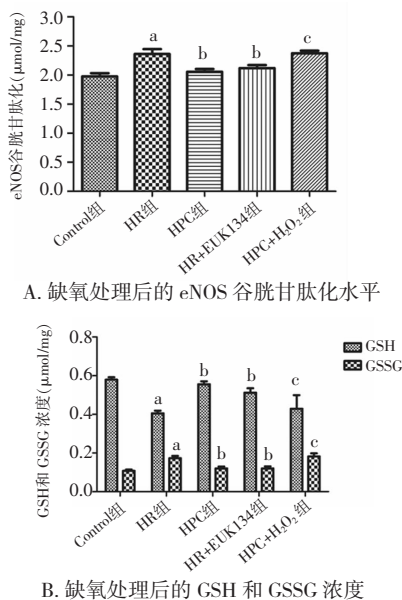 eNOS谷胱甘肽化(μmol/mg)
3.0
2.5
2.0
1.5
1.0
0.5
0.0
a
b
b
c
Control组
HR组
HPC组
HR+EUK134组
HPC+H₂O₂组
A. 缺氧处理后的 eNOS 谷胱甘肽化水平
GSH和 GSSG 浓度(μmol/mg)
0.8
0.6
0.4
0.2
0.0
GSH
GSSG
a
a
b
b
b
b
c
c
Control组
HR组
HPC组
HR+EUK134组
HPC+H₂O₂组
B. 缺氧处理后的 GSH 和 GSSG 浓度